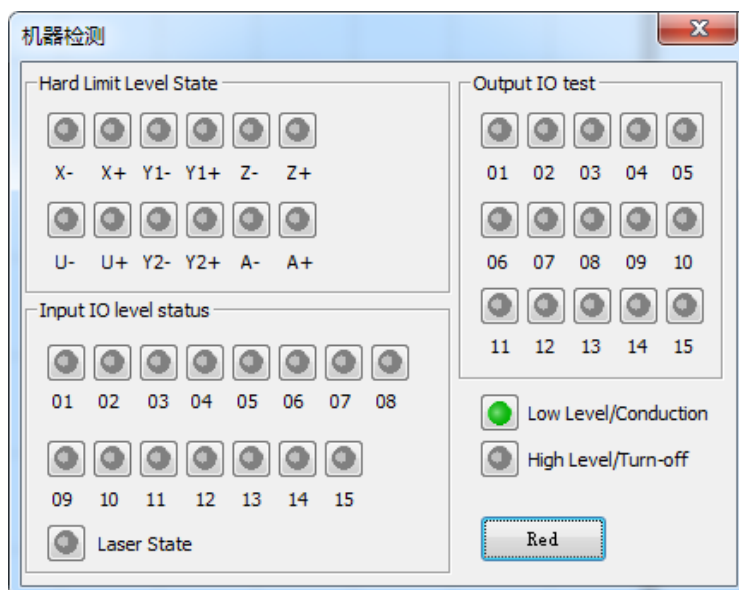 机器检测
Hard Limit Level State
X- X+ Y1- Y1+ Z- Z+
U- U+ Y2- Y2+ A- A+
Input IO level status
01 02 03 04 05 06 07 08
09 10 11 12 13 14 15
Laser State
Output IO test
01 02 03 04 05
06 07 08 09 10
11 12 13 14 15
Low Level/Conduction
High Level/Turn-off
Red